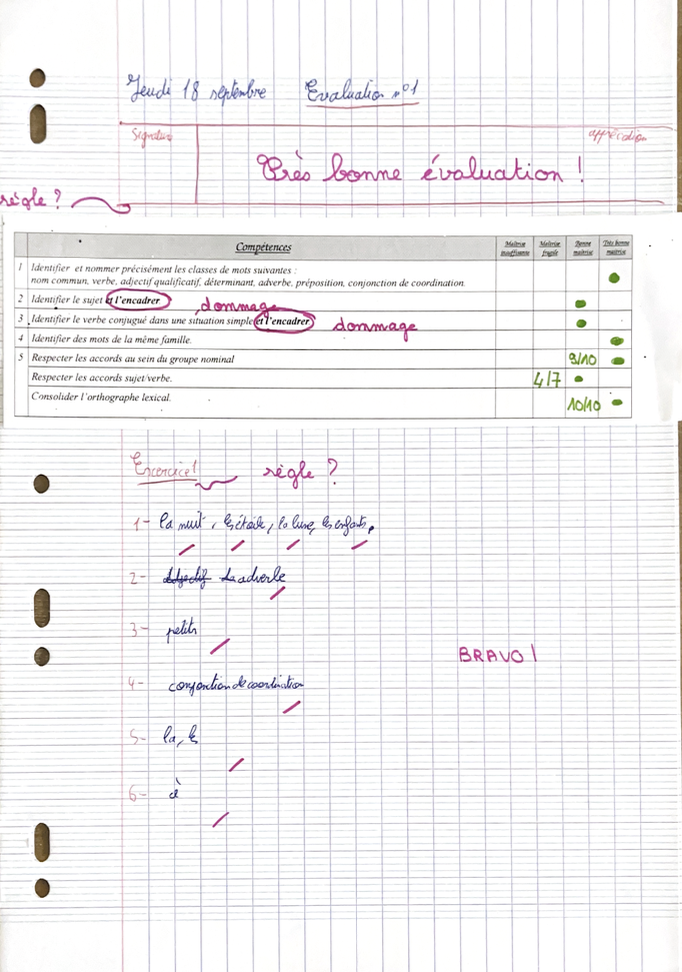 Jeudi 18 septembre Evaluation n°1
Signature appréciation
Très bonne évaluation !
règle ?
Compétences Maîtrise insuffisante Maîtrise fragile Bonne maîtrise Très bonne maîtrise
1 Identifier et nommer précisément les classes de mots suivantes :
nom commun, verbe, adjectif qualificatif, déterminant, adverbe, préposition, conjonction de coordination.
2 Identifier le sujet et l'encadrer dommage
3 Identifier le verbe conjugué dans une situation simple et l'encadrer dommage
4 Identifier des mots de la même famille.
5 Respecter les accords au sein du groupe nominal 9/10
Respecter les accords sujet/verbe. 4/7
Consolider l'orthographe lexical. 10/10
Excercice 1 règle ?
1- la nuit, les étoile, la lune, les enfants.
2- adjectif adverbe
3- petits
BRAVO !
4- conjonction de coordination
5- la, les
6- à